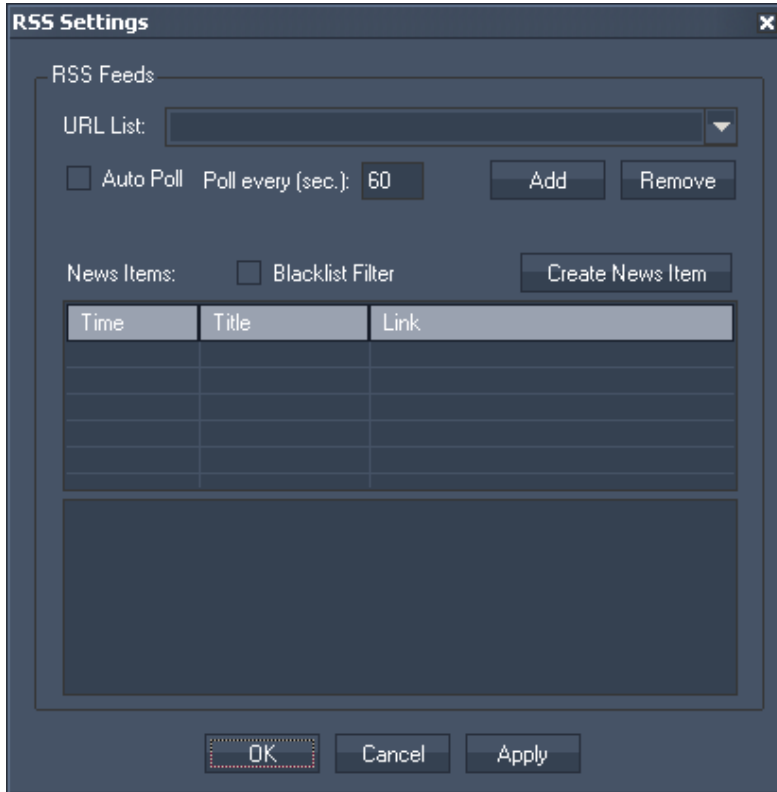 RSS Settings
RSS Feeds
URL List:
Auto Poll Poll every (sec.): 60 Add Remove
News Items: Blacklist Filter Create News Item
Time Title Link
OK Cancel Apply